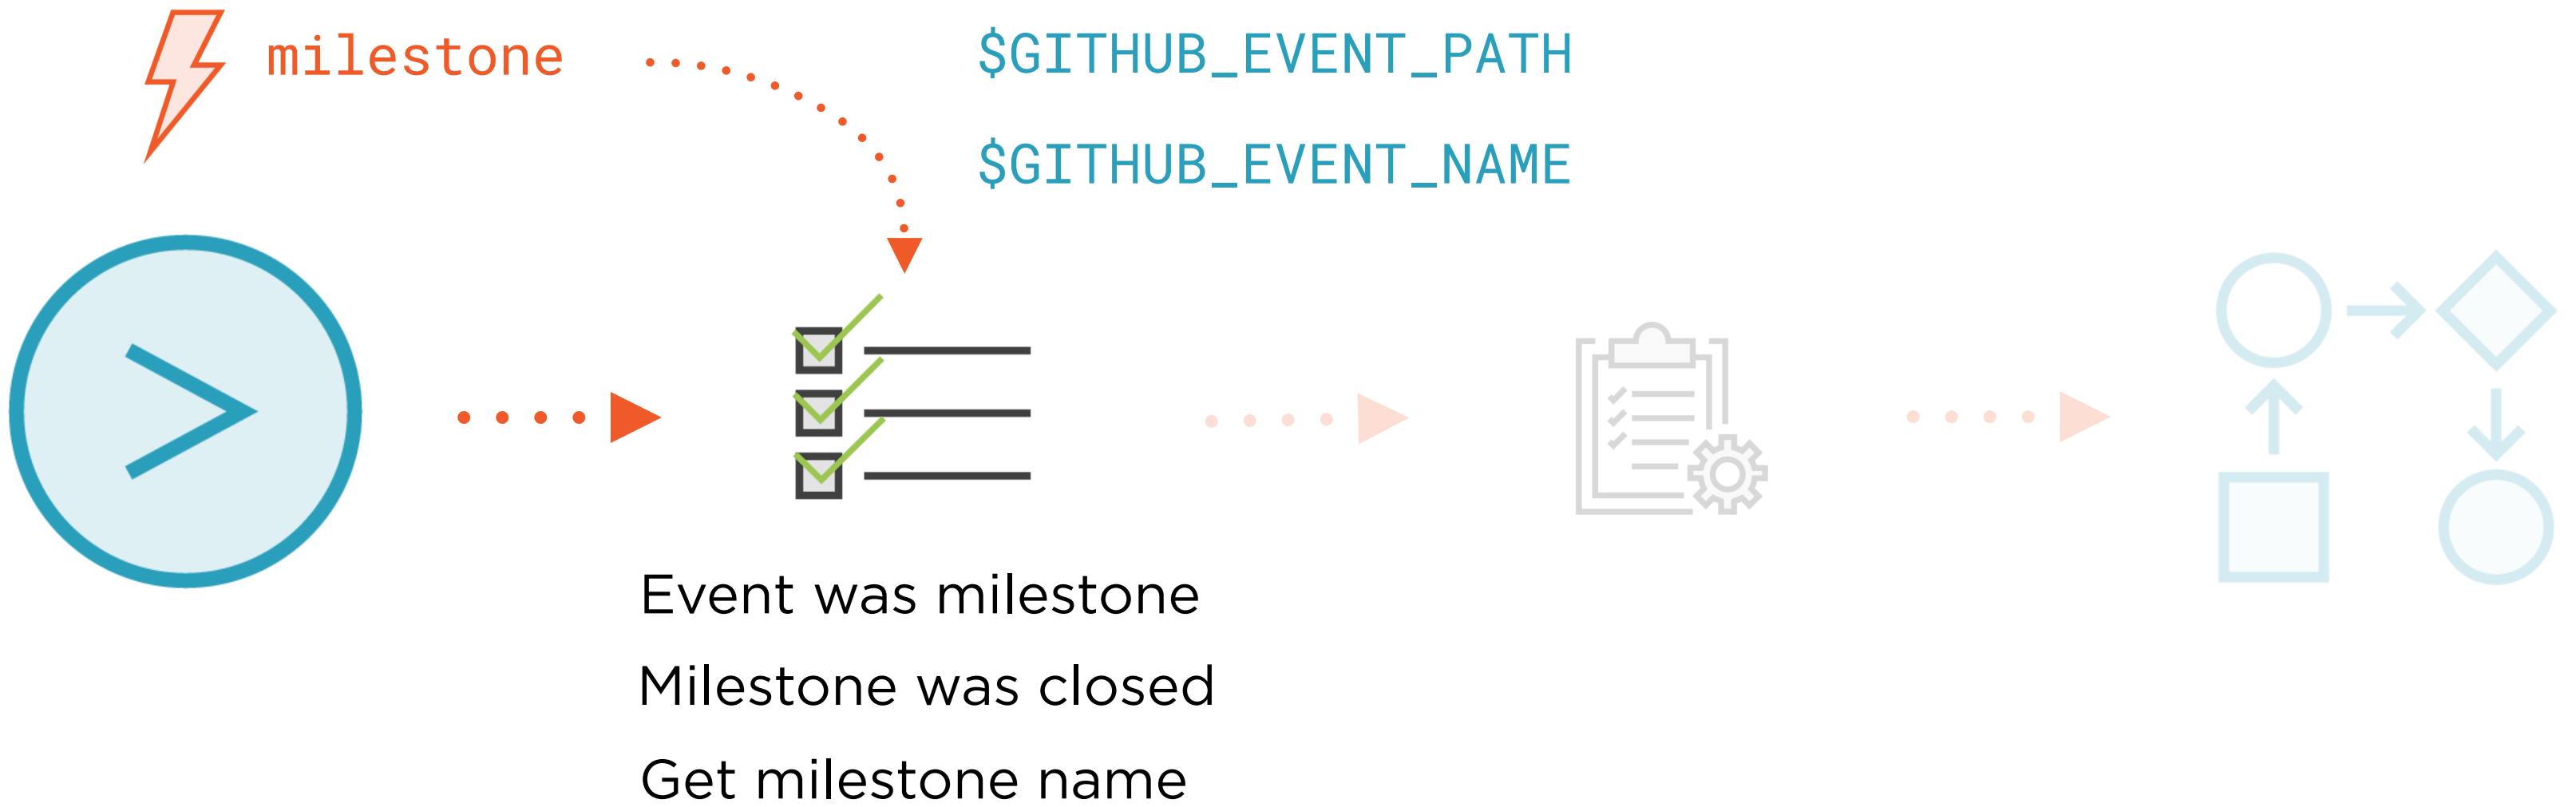 milestone
$GITHUB_EVENT_PATH
$GITHUB_EVENT_NAME
Event was milestone
Milestone was closed
Get milestone name